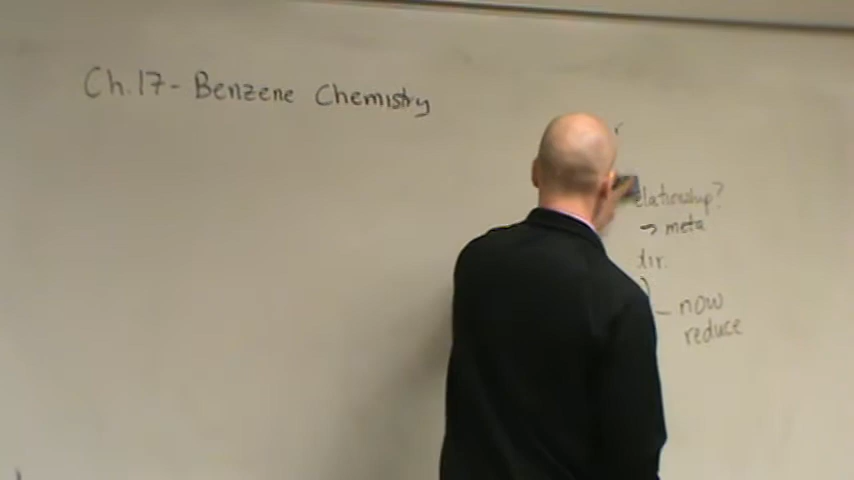 Ch.17- Benzene Chemistry
elationship?
→ meta
dir.
– now
reduce